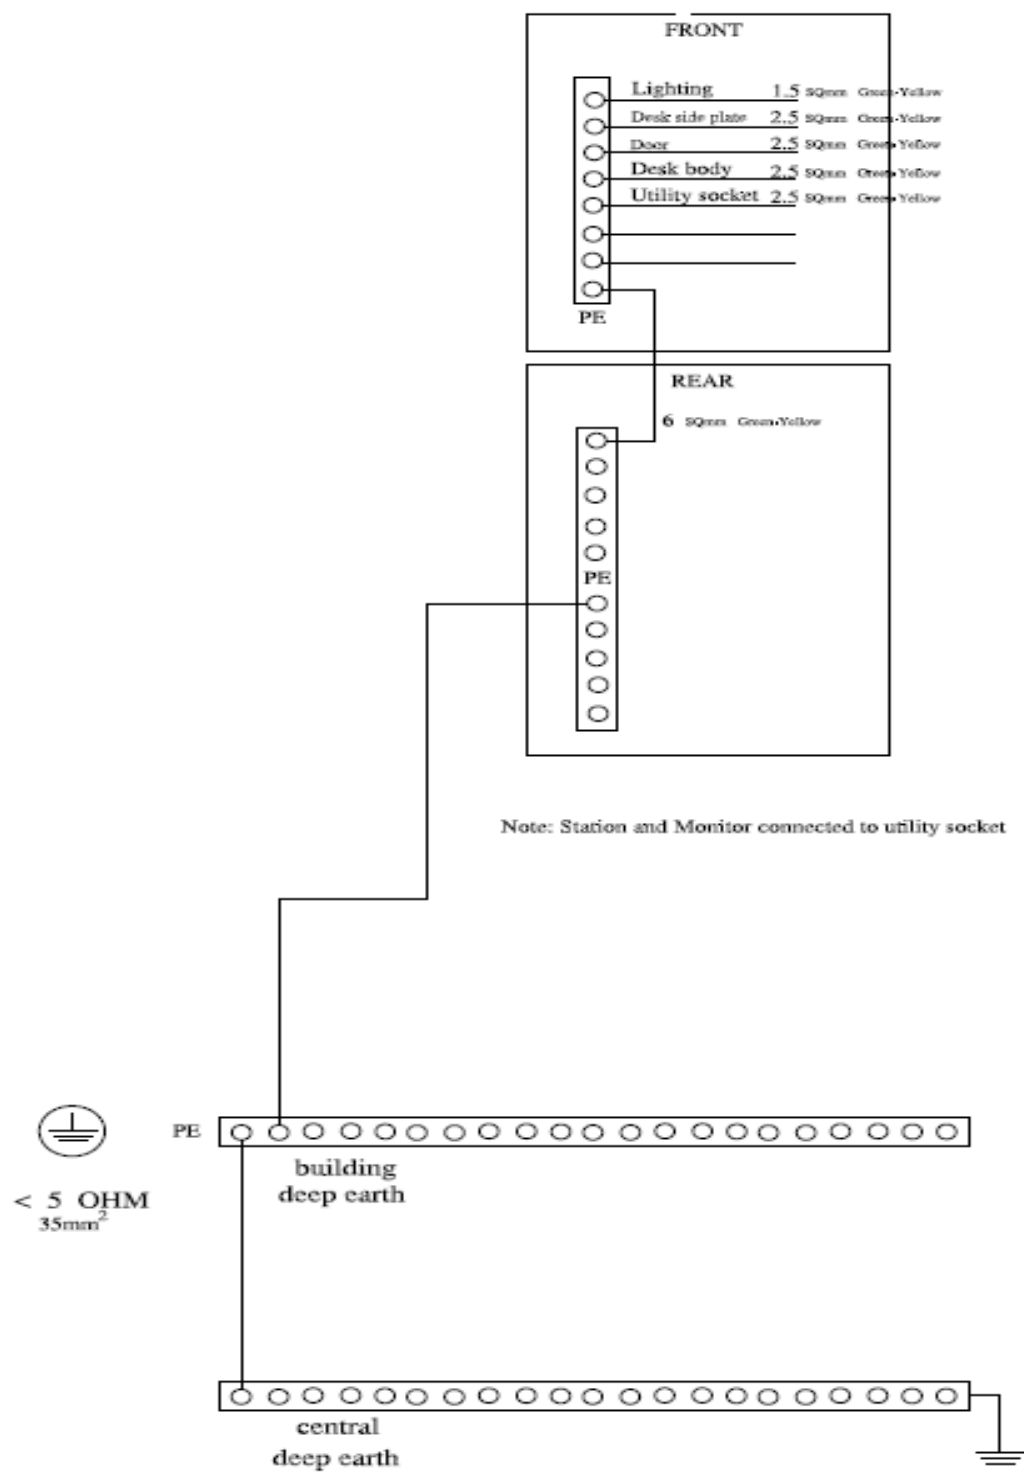 FRONT
Lighting 1.5 SQmm Green-Yellow
Desk side plate 2.5 SQmm Green-Yellow
Door 2.5 SQmm Green-Yellow
Desk body 2.5 SQmm Green-Yellow
Utility socket 2.5 SQmm Green-Yellow
PE
REAR
6 SQmm Green-Yellow
PE
Note: Station and Monitor connected to utility socket
PE
building
deep earth
< 5 OHM
35mm²
central
deep earth